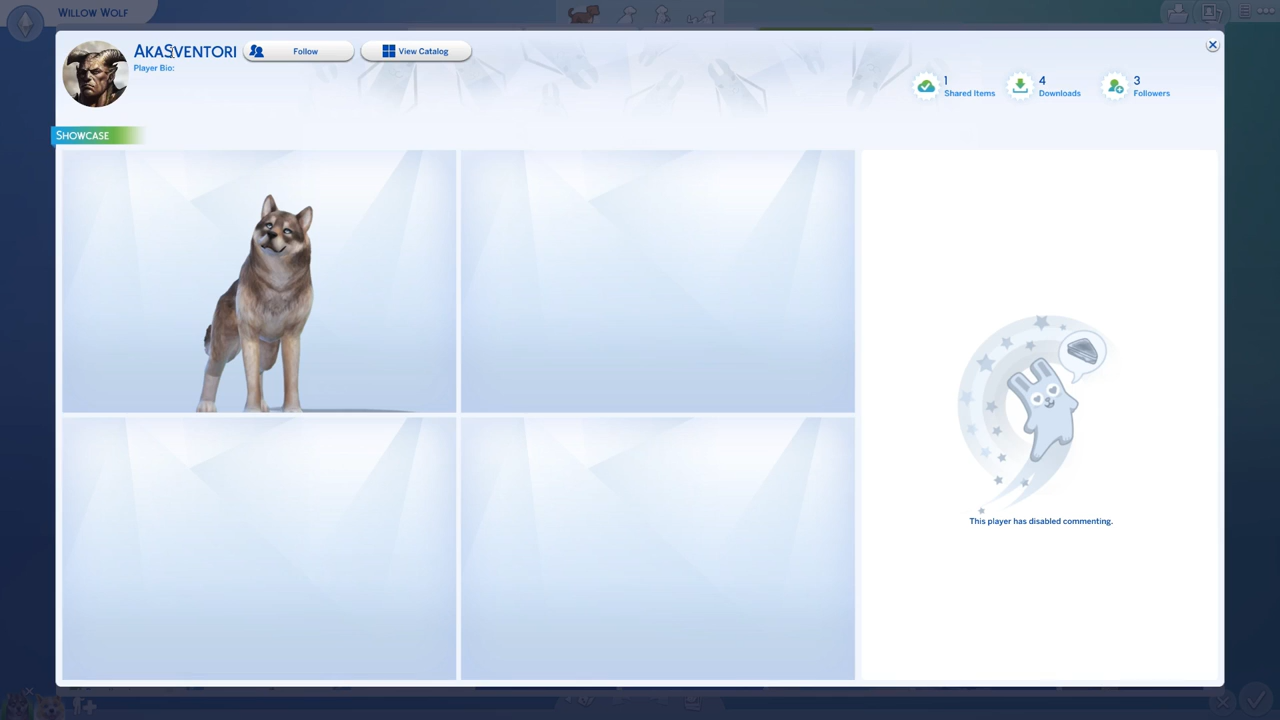 Willow Wolf
AkaSventori
Follow
View Catalog
Player Bio:
1
Shared Items
4
Downloads
3
Followers
Showcase
This player has disabled commenting.